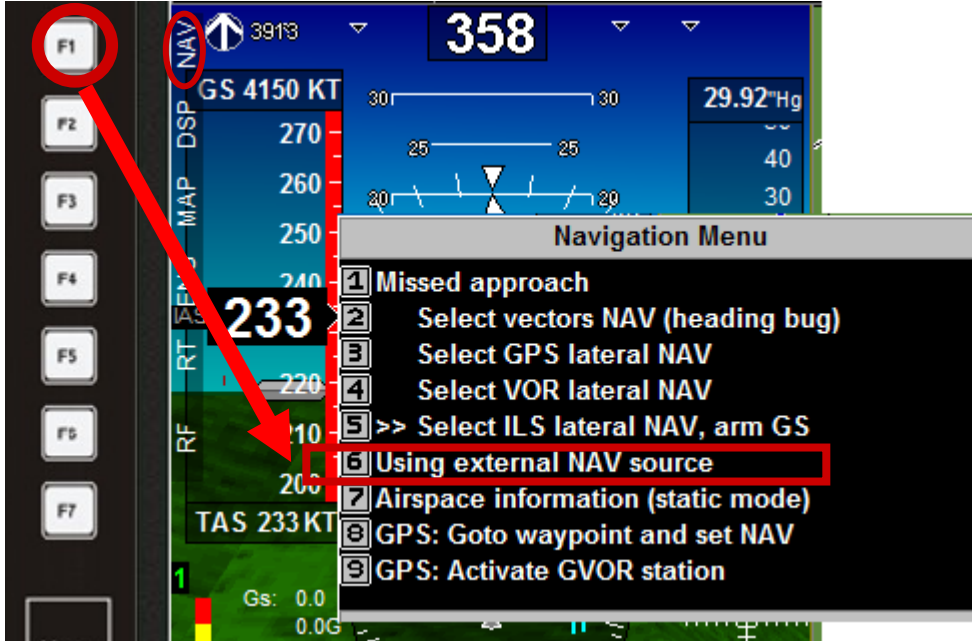 F1
F2
F3
F4
F5
F6
F7
NAV
DSP
MAP
RT
RF
391°3
358
GS 4150 KT
29.92"Hg
30 30
270
25 25
40
260
20 20
30
250
240
IAS
233
220
210
200
TAS 233 KT
1
Gs: 0.0
0.0G
Navigation Menu
1 Missed approach
2 Select vectors NAV (heading bug)
3 Select GPS lateral NAV
4 Select VOR lateral NAV
5 >> Select ILS lateral NAV, arm GS
6 Using external NAV source
7 Airspace information (static mode)
8 GPS: Goto waypoint and set NAV
9 GPS: Activate GVOR station